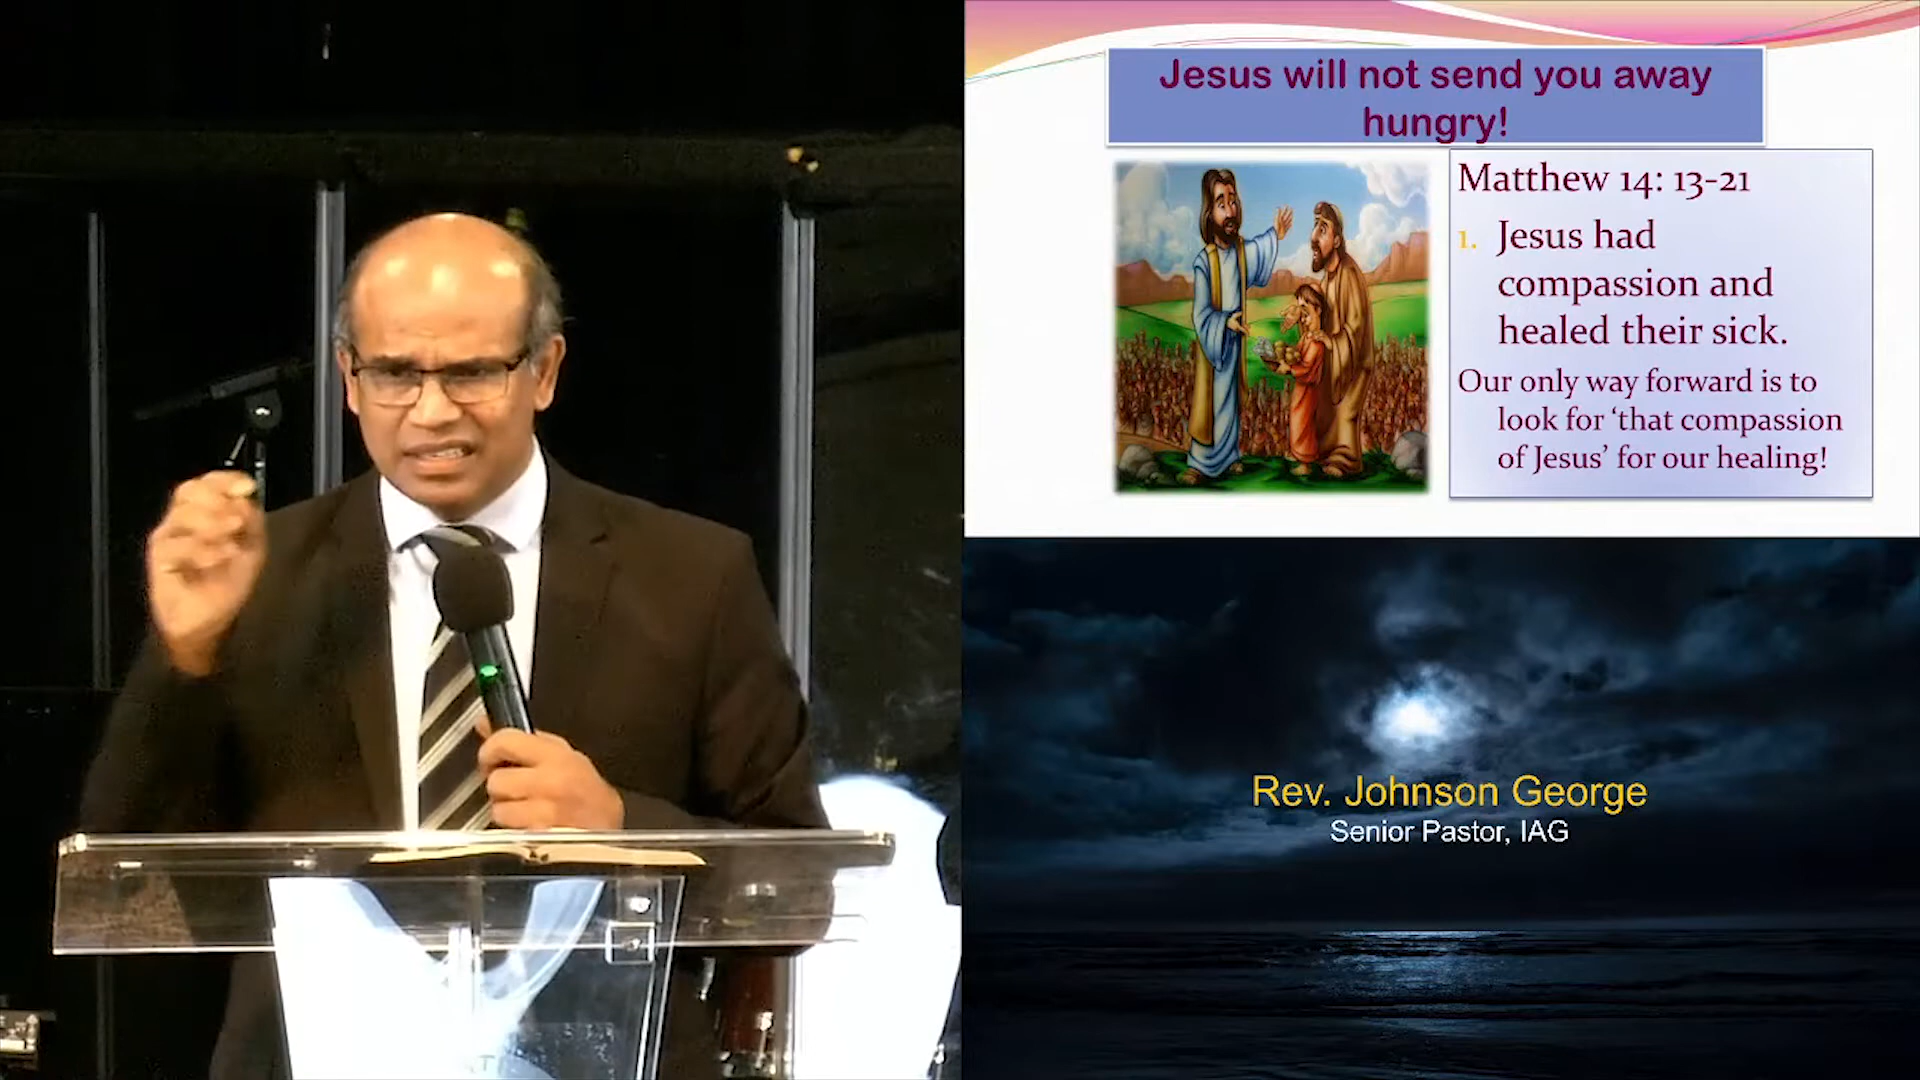 Jesus will not send you away
hungry!
Matthew 14: 13-21
1. Jesus had
compassion and
healed their sick.
Our only way forward is to
look for ‘that compassion
of Jesus’ for our healing!
Rev. Johnson George
Senior Pastor, IAG